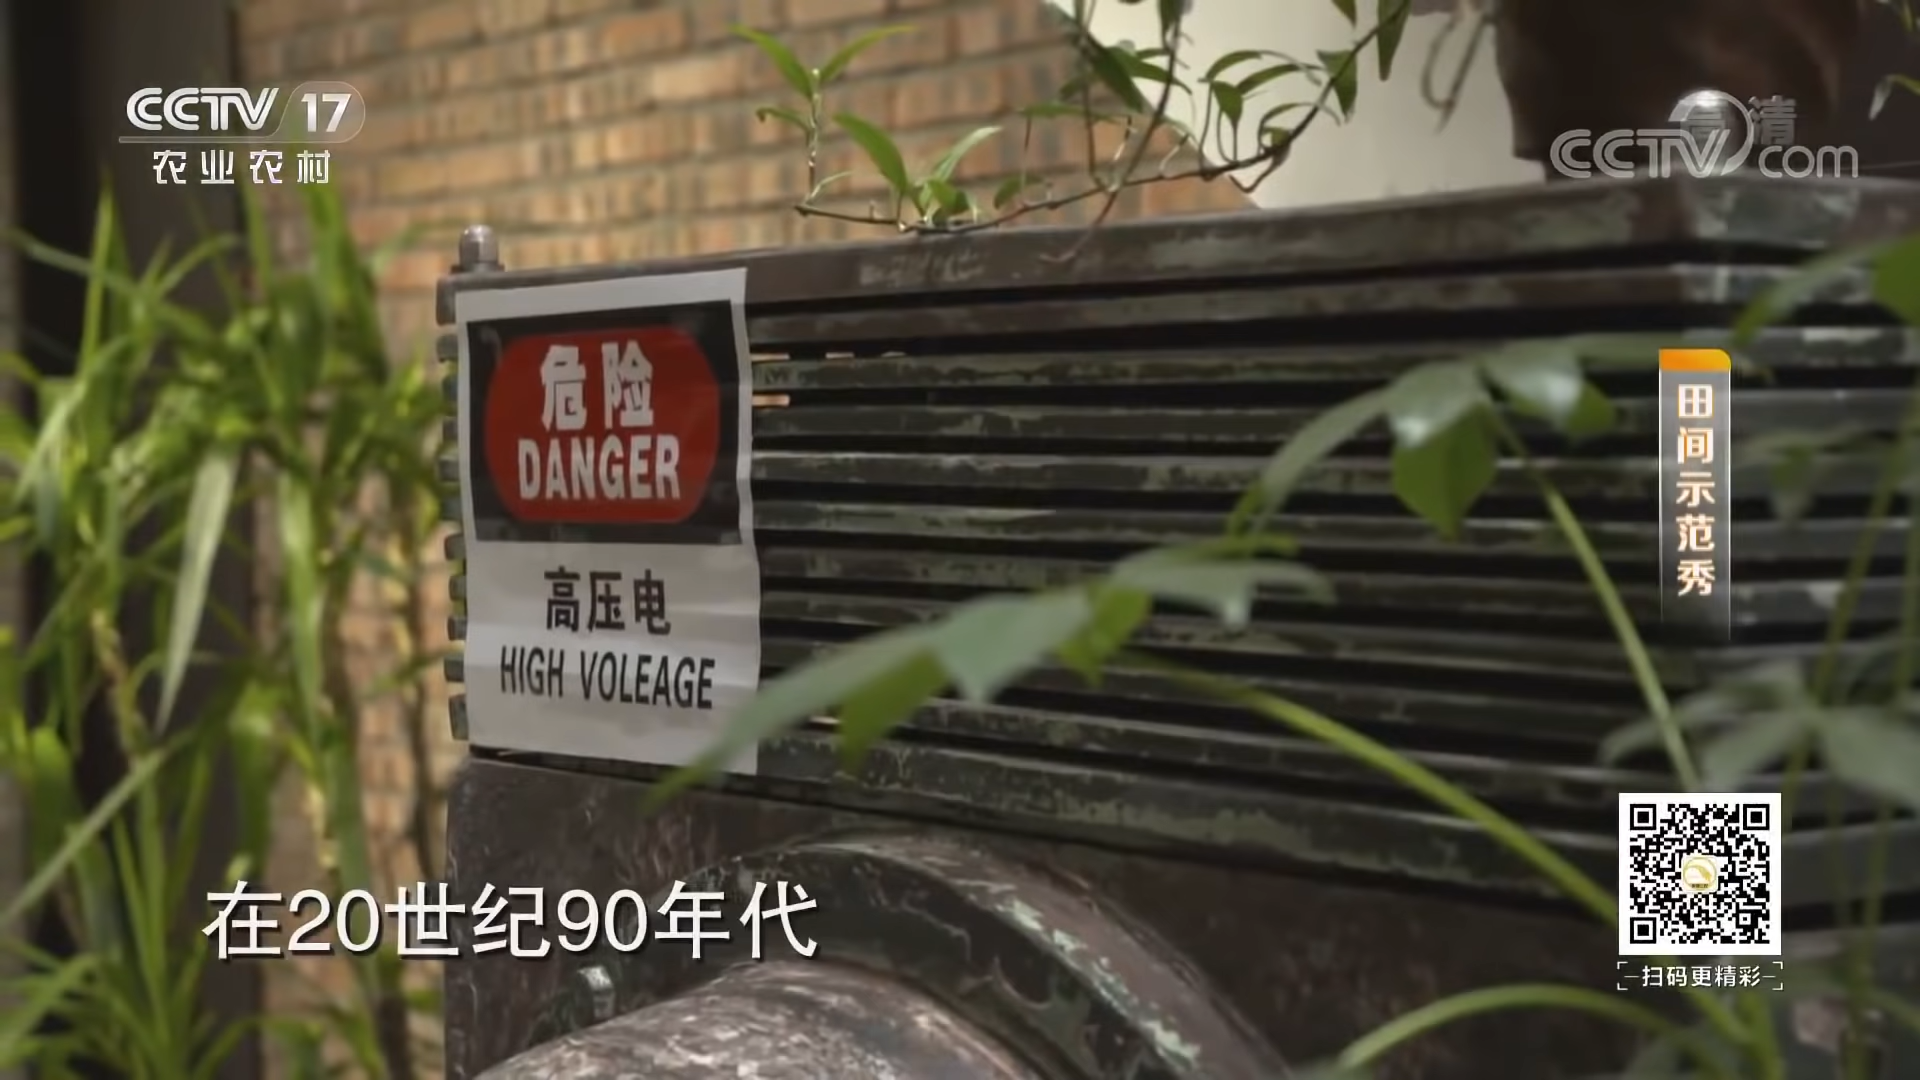 CCTV 17
农业农村
高清
CCTV.com
危险
DANGER
高压电
HIGH VOLEAGE
田间示范秀
在20世纪90年代
扫码更精彩